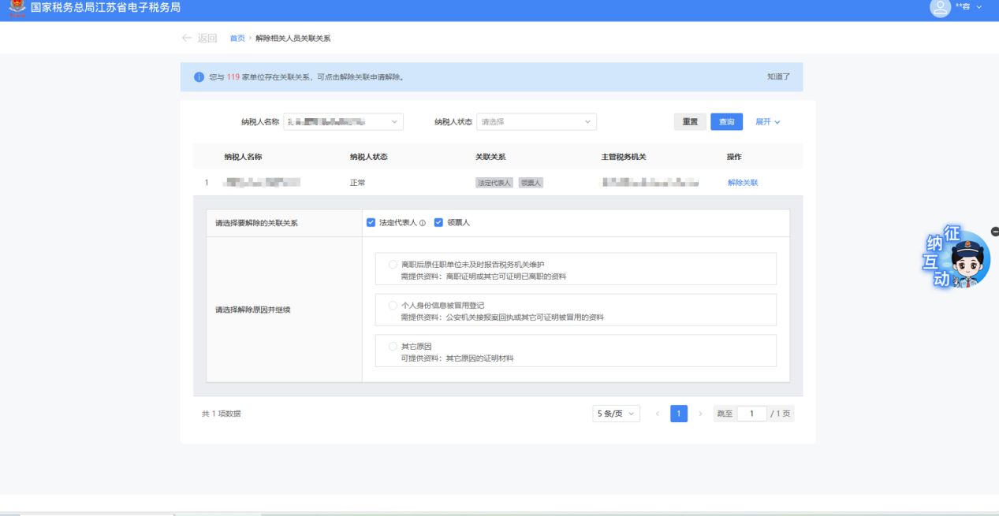 国家税务总局江苏省电子税务局
**容
返回 首页 解除相关人员关联关系
您与 119 家单位存在关联关系，可点击解除关联申请解除。 知道了
纳税人名称 纳税人状态 请选择 重置 查询 展开
纳税人名称 纳税人状态 关联关系 主管税务机关 操作
1 正常 法定代表人 领票人 解除关联
请选择要解除的关联关系 法定代表人 领票人
请选择解除原因并继续
离职后原任职单位未及时报告税务机关维护
需提供资料：离职证明或其它可证明已离职的资料
个人身份信息被冒用登记
需提供资料：公安机关接报案回执或其它可证明被冒用的资料
其它原因
可提供资料：其它原因的证明材料
征纳互动
共 1 项数据 5 条/页 1 跳至 1 / 1 页